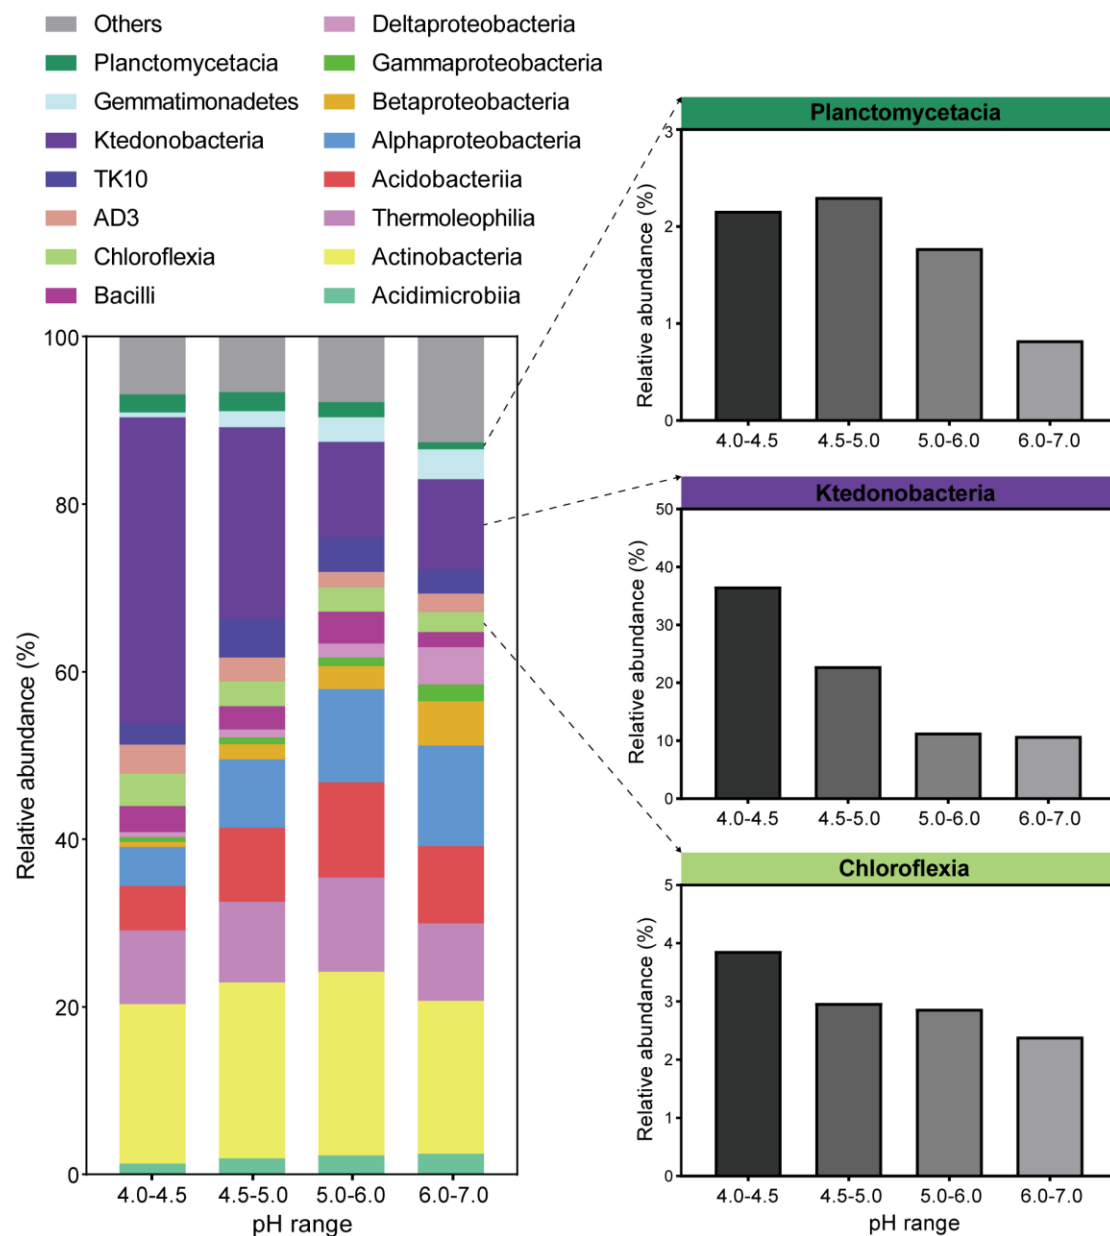 Others
Planctomycetacia
Gemmatimonadetes
Ktedonobacteria
TK10
AD3
Chloroflexia
Bacilli
Deltaproteobacteria
Gammaproteobacteria
Betaproteobacteria
Alphaproteobacteria
Acidobacteriia
Thermoleophilia
Actinobacteria
Acidimicrobiia
Relative abundance (%)
100
80
60
40
20
0
4.0-4.5 4.5-5.0 5.0-6.0 6.0-7.0
pH range
Planctomycetacia
Relative abundance (%)
3
2
1
0
4.0-4.5 4.5-5.0 5.0-6.0 6.0-7.0
Ktedonobacteria
Relative abundance (%)
50
40
30
20
10
0
4.0-4.5 4.5-5.0 5.0-6.0 6.0-7.0
Chloroflexia
Relative abundance (%)
5
4
3
2
1
0
4.0-4.5 4.5-5.0 5.0-6.0 6.0-7.0
pH range